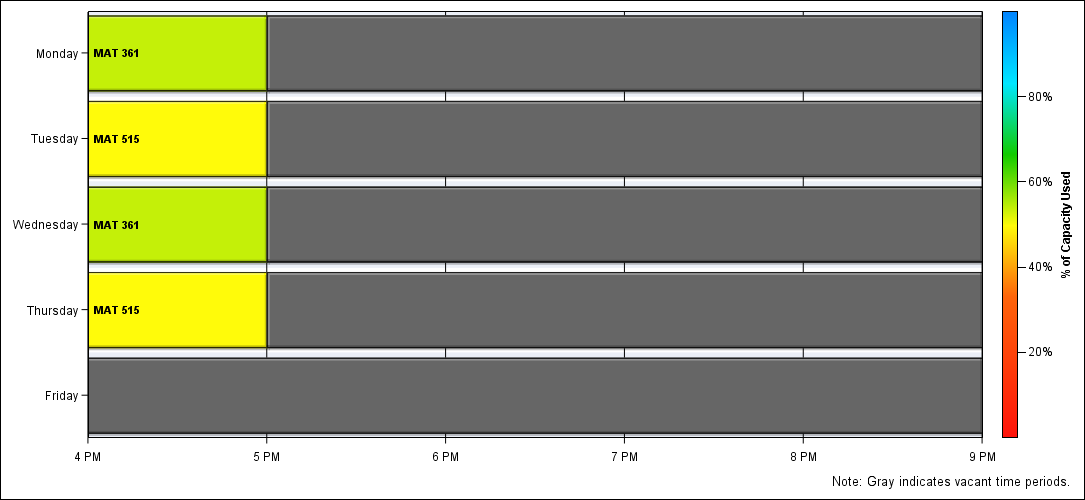 Monday
MAT 361
Tuesday
MAT 515
Wednesday
MAT 361
Thursday
MAT 515
Friday
4 PM 5 PM 6 PM 7 PM 8 PM 9 PM
80%
60%
40%
20%
% of Capacity Used
Note: Gray indicates vacant time periods.